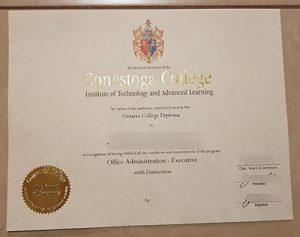 The Board of Governors of the
Conestoga College
Institute of Technology and Advanced Learning
by virtue of the authority vested in it awards this
Ontario College Diploma
to
in recognition of having fulfilled all the conditions and requirements of the program
Office Administration - Executive
with Distinction
Chair, Board of Governors
President
Registrar